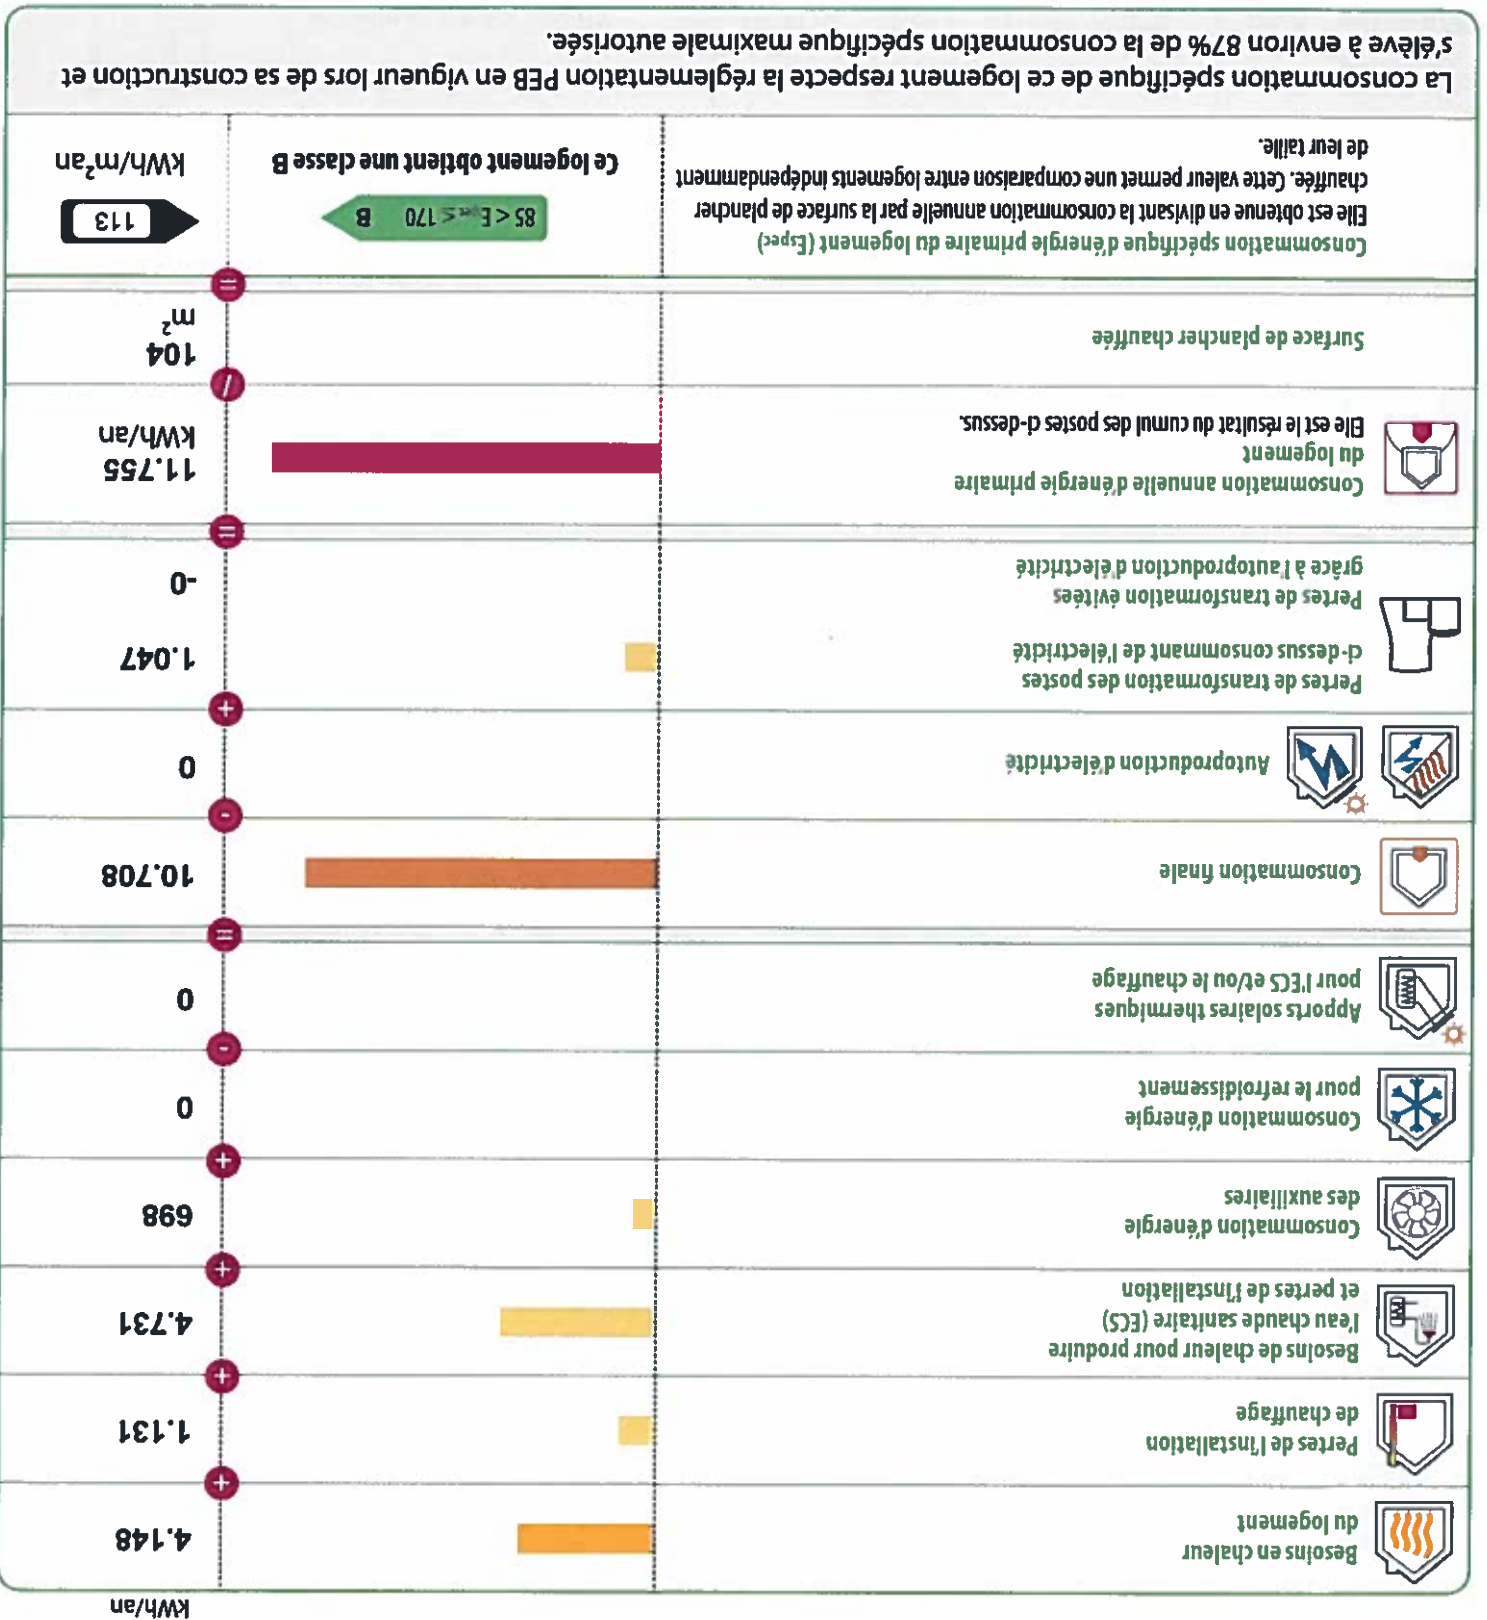 kWh/an
Besoins en chaleur
du logement
4.148
+
Pertes de l'installation
de chauffage
1.131
+
Besoins de chaleur pour produire
l'eau chaude sanitaire (ECS)
et pertes de l'installation
4.731
+
Consommation d'énergie
des auxiliaires
698
+
Consommation d'énergie
pour le refroidissement
0
-
Apports solaires thermiques
pour l'ECS et/ou le chauffage
0
=
Consommation finale
10.708
-
Autoproduction d'électricité
0
+
Pertes de transformation des postes
ci-dessus consommant de l'électricité
1.047
Pertes de transformation évitées
grâce à l'autoproduction d'électricité
-0
=
Consommation annuelle d'énergie primaire
du logement
Elle est le résultat du cumul des postes ci-dessus.
11.755
kWh/an
/
Surface de plancher chauffée
104
m²
=
Consommation spécifique d'énergie primaire du logement (Espec)
Elle est obtenue en divisant la consommation annuelle par la surface de plancher
chauffée. Cette valeur permet une comparaison entre logements indépendamment
de leur taille.
85 < Espec ≤ 170 B
Ce logement obtient une classe B
113
kWh/m²an
La consommation spécifique de ce logement respecte la réglementation PEB en vigueur lors de sa construction et
s'élève à environ 87% de la consommation spécifique maximale autorisée.